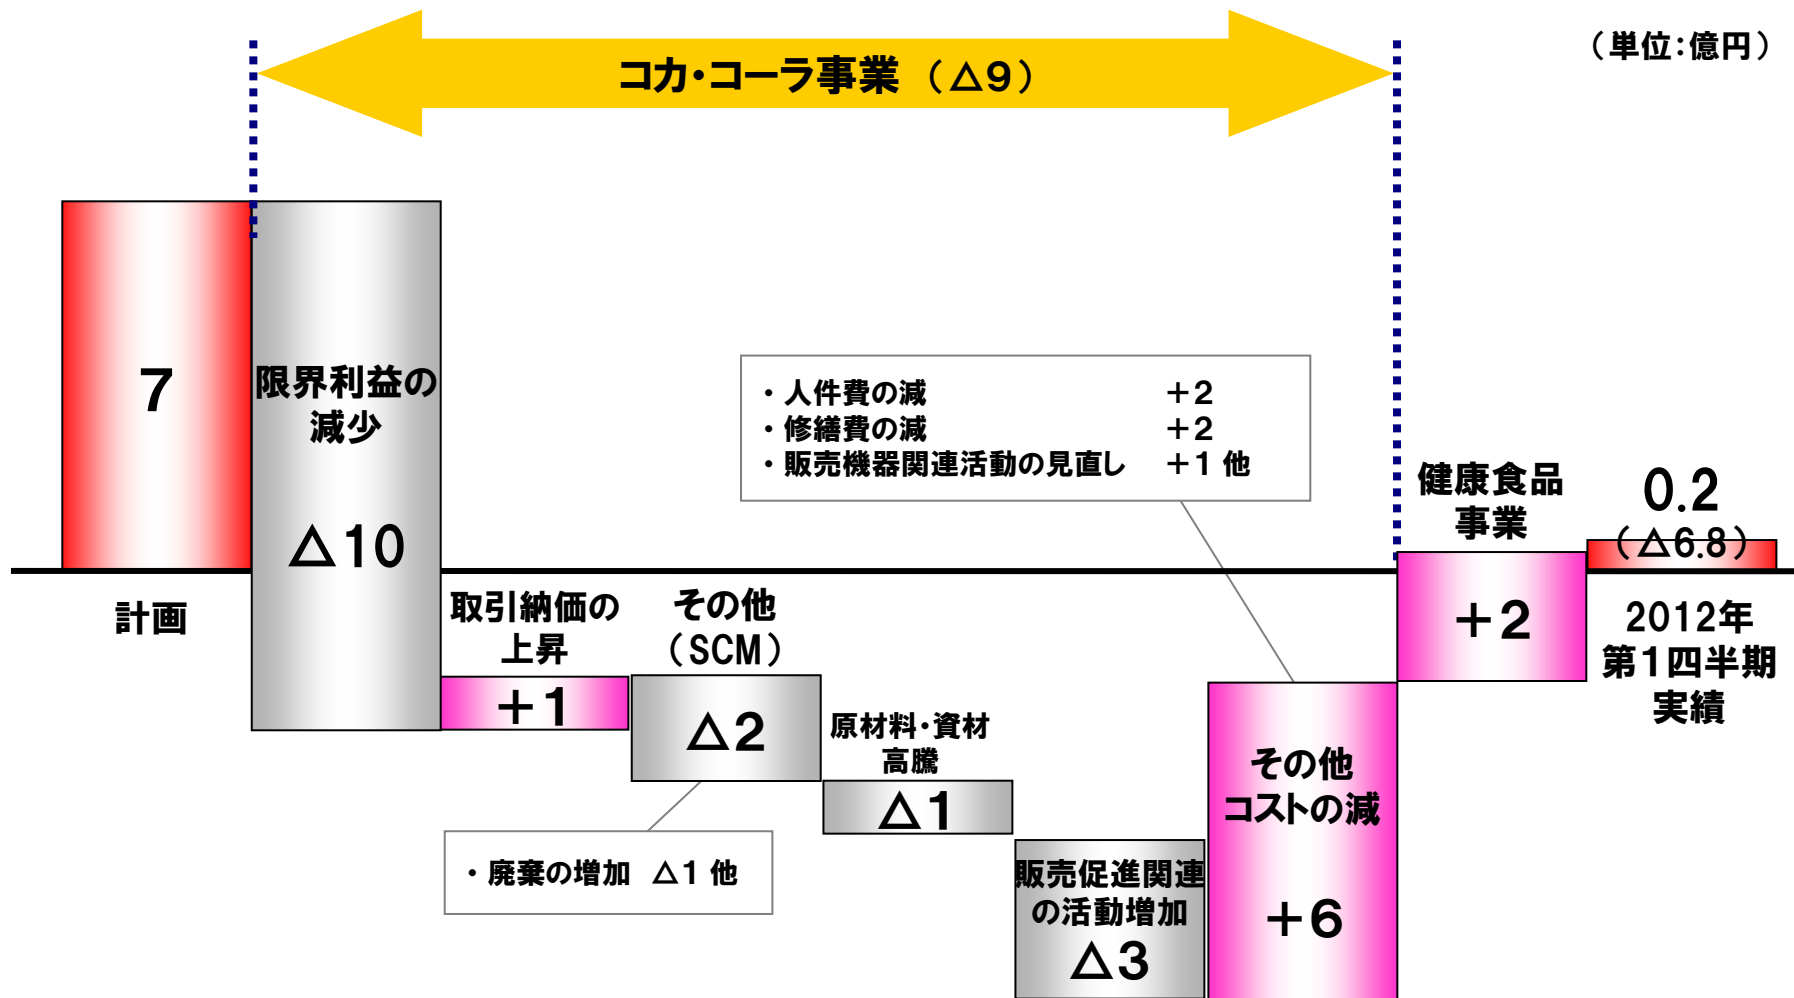 （単位：億円）
コカ・コーラ事業 （△９）
7
限界利益の
減少
△10
・人件費の減 ＋2
・修繕費の減 ＋2
・販売機器関連活動の見直し ＋1 他
健康食品
事業
＋2
0.2
（△6.8）
計画
取引納価の
上昇
＋1
その他
（SCM）
△2
・廃棄の増加 △1 他
原材料・資材
高騰
△1
販売促進関連
の活動増加
△3
その他
コストの減
＋6
2012年
第1四半期
実績